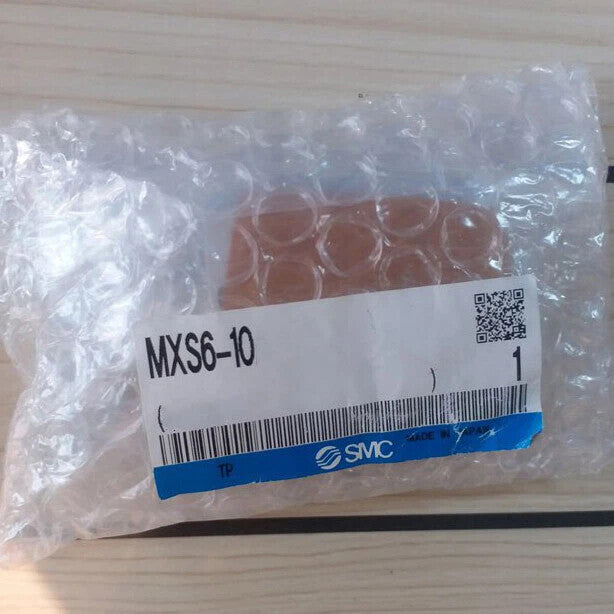 MXS6-10
( ) 1
TP SMC MADE IN JAPAN